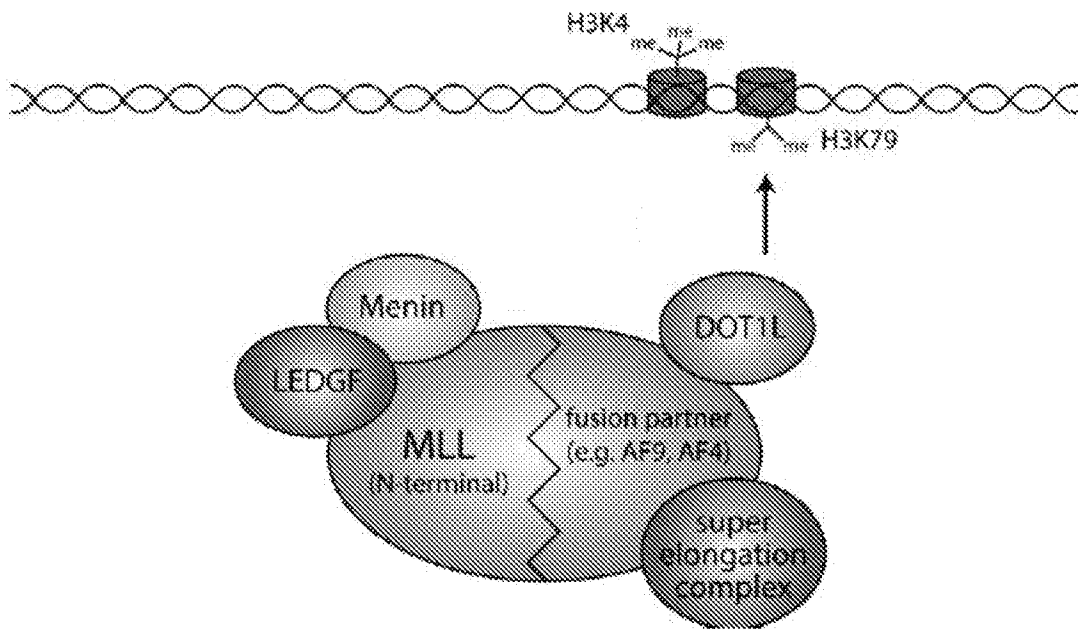 H3K4
me
me
me
me
me
H3K79
Menin
LEDGF
DOT1L
MLL
(N-terminal)
fusion partner
(e.g. AF9, AF4)
super
elongation
complex